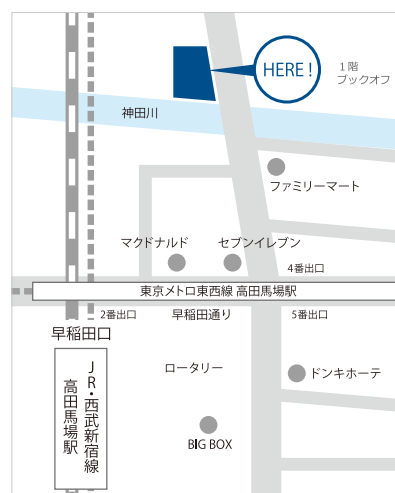 HERE !
1階
ブックオフ
神田川
ファミリーマート
マクドナルド
セブンイレブン
4番出口
東京メトロ東西線 高田馬場駅
2番出口
早稲田通り
5番出口
早稲田口
JR・西武新宿線
高田馬場駅
ロータリー
ドンキホーテ
BIG BOX